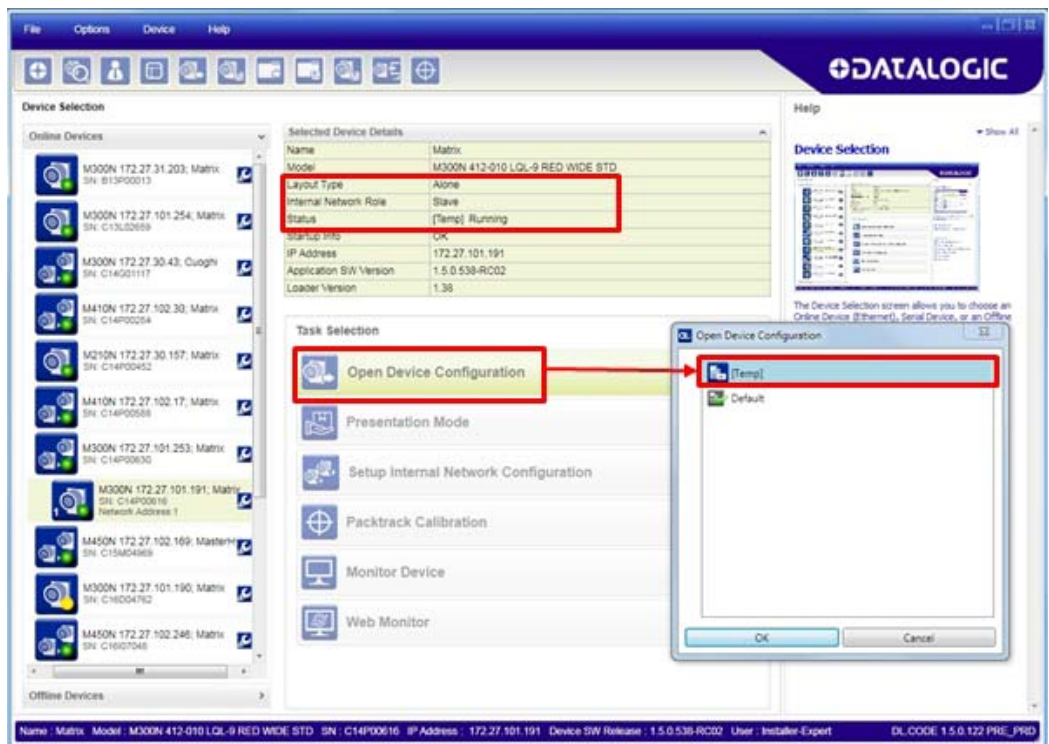 File Options Device Help
DATALOGIC
Device Selection
Online Devices
M300N 172.27.31.203; Matrix
SN: B13P00013
M300N 172.27.101.254; Matrix
SN: C13L02659
M300N 172.27.30.43; Cuoghi
SN: C14G01117
M410N 172.27.102.30; Matrix
SN: C14P00264
M210N 172.27.30.157; Matrix
SN: C14P00452
M410N 172.27.102.17; Matrix
SN: C14P00588
M300N 172.27.101.253; Matrix
SN: C14P00630
M300N 172.27.101.191; Matrix
SN: C14P00616
Network Address 1
1
M450N 172.27.102.169; MasterH
SN: C15M04969
M300N 172.27.101.190; Matrix
SN: C16D04762
M450N 172.27.102.246; Matrix
SN: C16I07046
Offline Devices
Selected Device Details
Name Matrix
Model M300N 412-010 LQL-9 RED WIDE STD
Layout Type Alone
Internal Network Role Slave
Status [Temp] Running
Startup Info OK
IP Address 172.27.101.191
Application SW Version 1.5.0.538-RC02
Loader Version 1.38
Task Selection
Open Device Configuration
Presentation Mode
Setup Internal Network Configuration
Packtrack Calibration
Monitor Device
Web Monitor
Help
Show All
Device Selection
The Device Selection screen allows you to choose an
Online Device (Ethernet), Serial Device, or an Offline
DL Open Device Configuration
[Temp]
Default
OK Cancel
Name : Matrix Model : M300N 412-010 LQL-9 RED WIDE STD SN : C14P00616 IP Address : 172.27.101.191 Device SW Release : 1.5.0.538-RC02 User : Installer-Expert DL.CODE 1.5.0.122 PRE_PRD